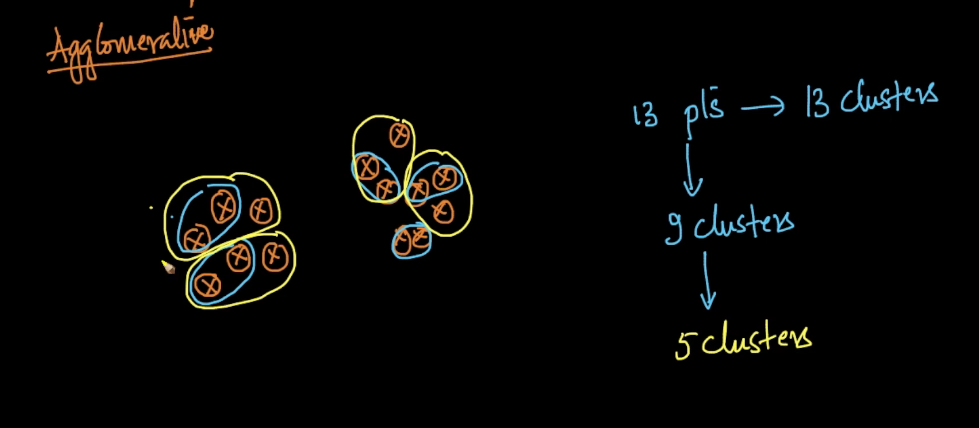 Agglomerative
13 pts → 13 clusters
9 clusters
5 clusters